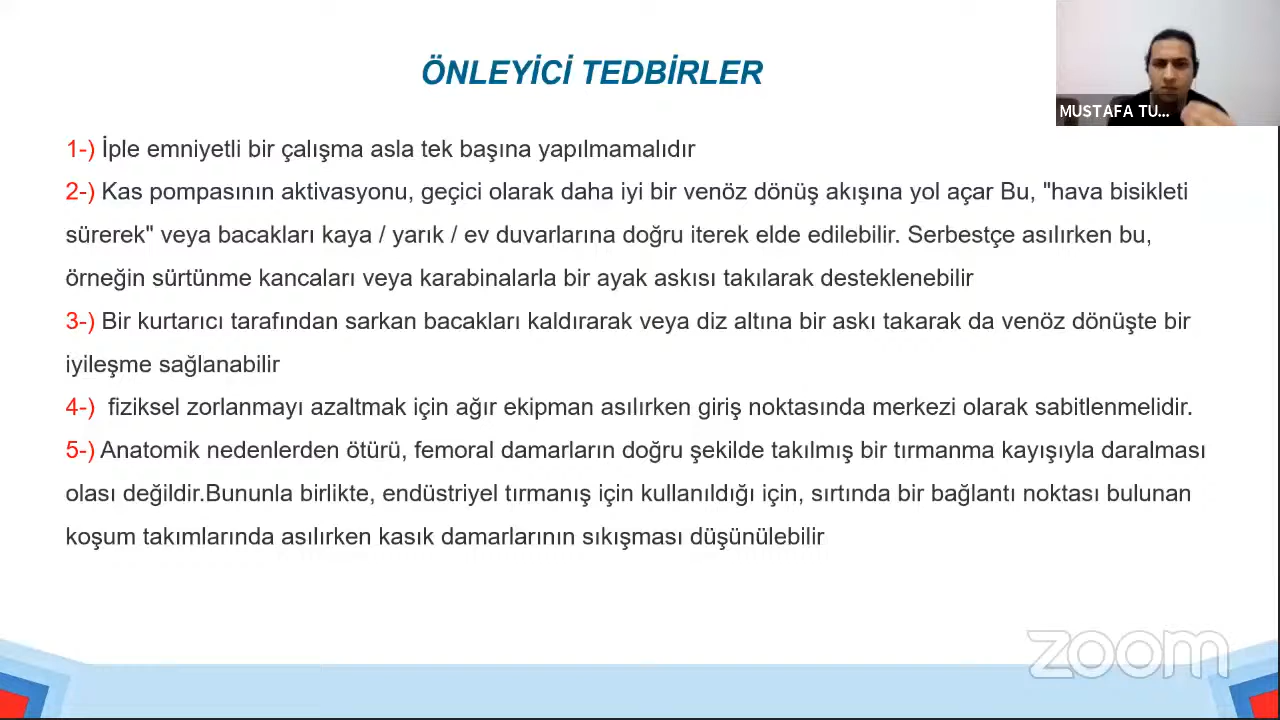 ÖNLEYİCİ TEDBİRLER
MUSTAFA TU...
1-) İple emniyetli bir çalışma asla tek başına yapılmamalıdır
2-) Kas pompasının aktivasyonu, geçici olarak daha iyi bir venöz dönüş akışına yol açar Bu, "hava bisikleti
sürerek" veya bacakları kaya / yarık / ev duvarlarına doğru iterek elde edilebilir. Serbestçe asılırken bu,
örneğin sürtünme kancaları veya karabinalarla bir ayak askısı takılarak desteklenebilir
3-) Bir kurtarıcı tarafından sarkan bacakları kaldırarak veya diz altına bir askı takarak da venöz dönüşte bir
iyileşme sağlanabilir
4-) fiziksel zorlanmayı azaltmak için ağır ekipman asılırken giriş noktasında merkezi olarak sabitlenmelidir.
5-) Anatomik nedenlerden ötürü, femoral damarların doğru şekilde takılmış bir tırmanma kayışıyla daralması
olası değildir.Bununla birlikte, endüstriyel tırmanış için kullanıldığı için, sırtında bir bağlantı noktası bulunan
koşum takımlarında asılırken kasık damarlarının sıkışması düşünülebilir
zoom